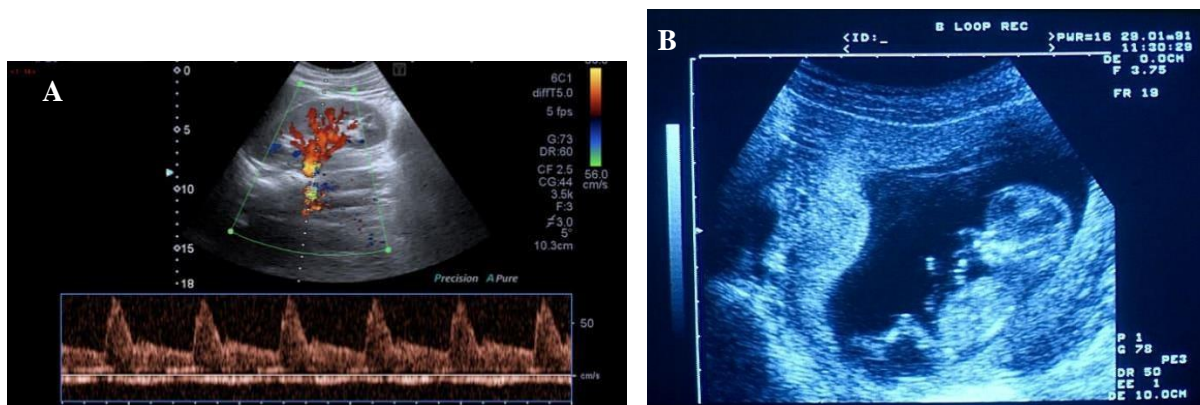 A
0
5
10
15
18
6C1
diffT5.0
5 fps
G:73
DR:60
CF 2.5
CG:44
3.5k
F:3
3.0
5°
10.3cm
56.0
cm/s
Precision A Pure
50
cm/s
B
B LOOP REC
<ID:_ >PWR=16 29.01=91
11:30:29
DE 0.0CM
F 3.75
FR 19
P 1
G 78
PE3
DR 50
EE 1
DE 10.0CM